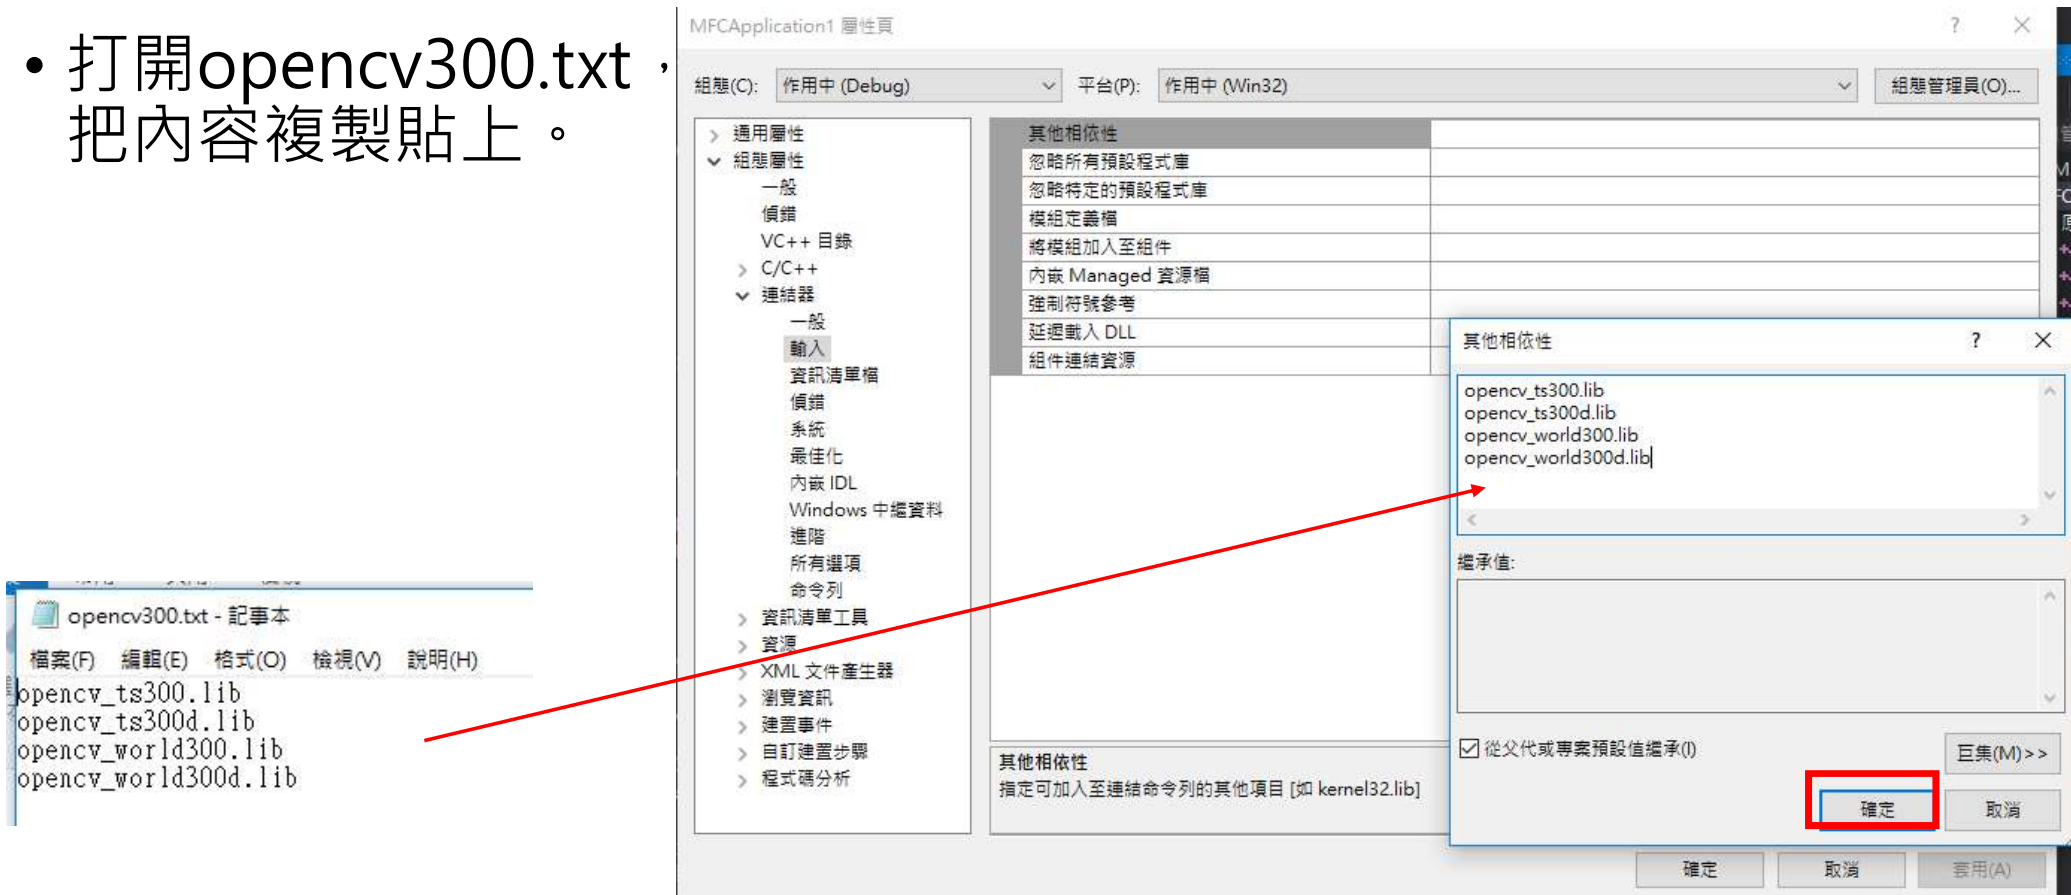 • 打開opencv300.txt，
把內容複製貼上。
MFCApplication1 屬性頁
組態(C): 作用中 (Debug) 平台(P): 作用中 (Win32) 組態管理員(O)...
通用屬性
組態屬性
一般
偵錯
VC++ 目錄
C/C++
連結器
一般
輸入
資訊清單檔
偵錯
系統
最佳化
內嵌 IDL
Windows 中繼資料
進階
所有選項
命令列
資訊清單工具
資源
XML 文件產生器
瀏覽資訊
建置事件
自訂建置步驟
程式碼分析
其他相依性
忽略所有預設程式庫
忽略特定的預設程式庫
模組定義檔
將模組加入至組件
內嵌 Managed 資源檔
強制符號參考
延遲載入 DLL
組件連結資源
其他相依性
指定可加入至連結命令列的其他項目 [如 kernel32.lib]
其他相依性
opencv_ts300.lib
opencv_ts300d.lib
opencv_world300.lib
opencv_world300d.lib
繼承值:
從父代或專案預設值繼承(I)
巨集(M)>>
確定 取消
確定 取消 套用(A)
opencv300.txt - 記事本
檔案(F) 編輯(E) 格式(O) 檢視(V) 說明(H)
opencv_ts300.lib
opencv_ts300d.lib
opencv_world300.lib
opencv_world300d.lib